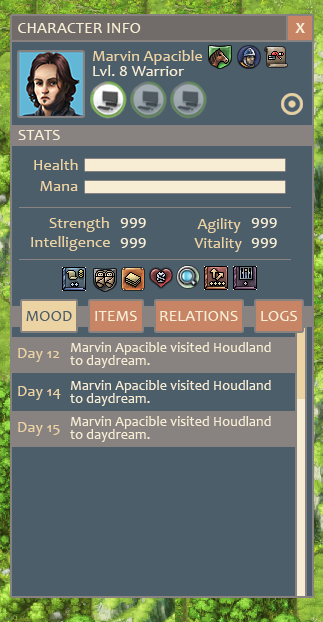 CHARACTER INFO X
Marvin Apacible
Lvl. 8 Warrior
STATS
Health
Mana
Strength 999 Agility 999
Intelligence 999 Vitality 999
MOOD ITEMS RELATIONS LOGS
Day 12 Marvin Apacible visited Houdland
to daydream.
Day 14 Marvin Apacible visited Houdland
to daydream.
Day 15 Marvin Apacible visited Houdland
to daydream.